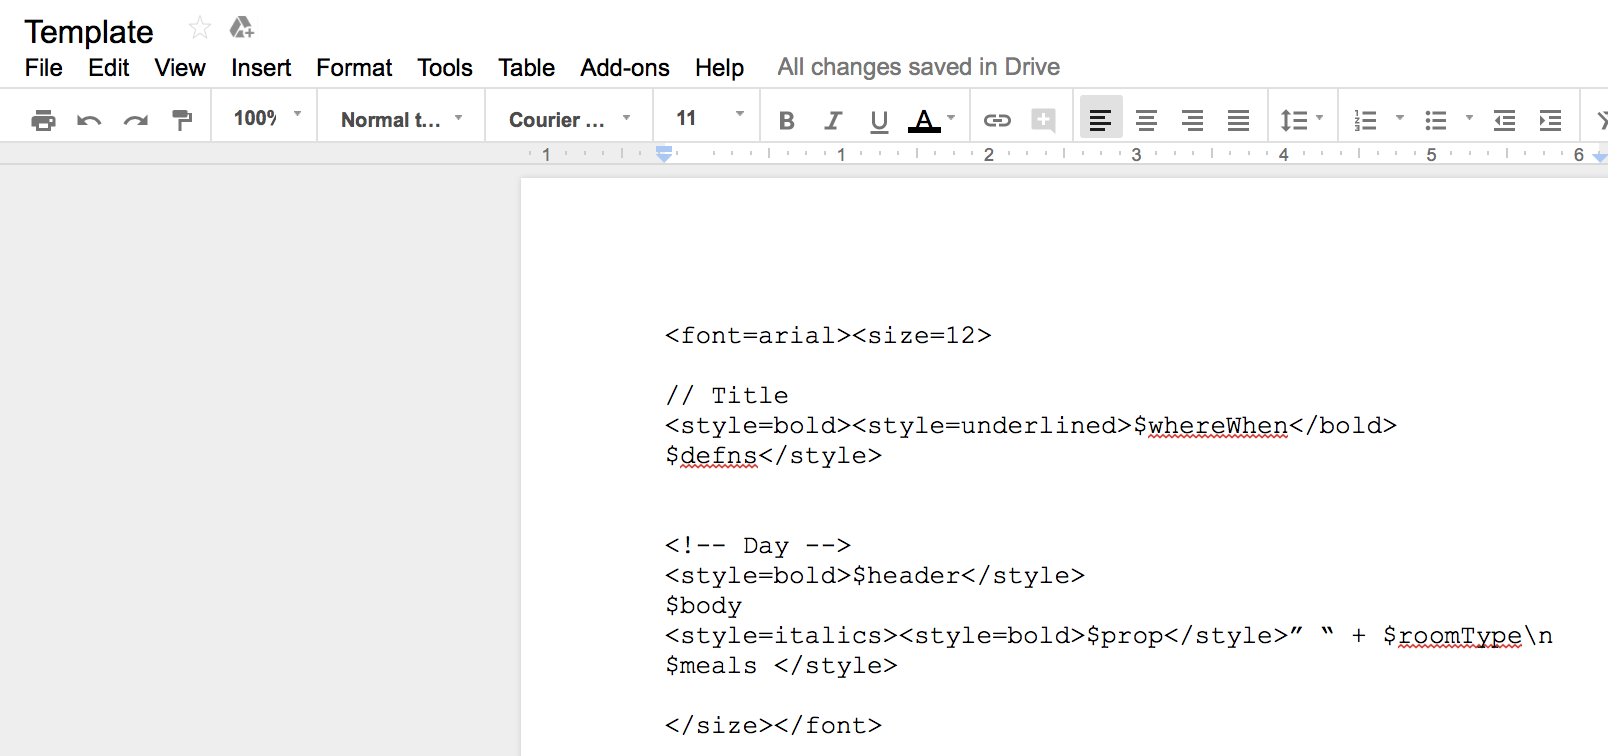 Template
File Edit View Insert Format Tools Table Add-ons Help All changes saved in Drive
100% Normal t... Courier ... 11 B I U A
1 1 2 3 4 5 6
<font=arial><size=12>
// Title
<style=bold><style=underlined>$whereWhen</bold>
$defns</style>
<!-- Day -->
<style=bold>$header</style>
$body
<style=italics><style=bold>$prop</style>” “ + $roomType\n
$meals </style>
</size></font>